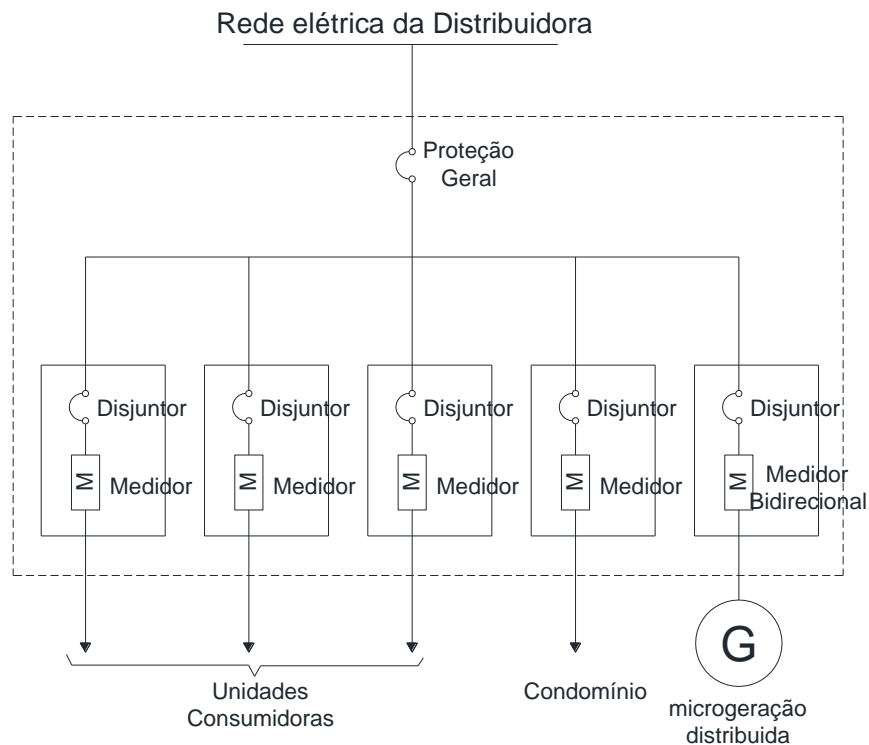 Rede elétrica da Distribuidora
Proteção
Geral
Disjuntor
Disjuntor
Disjuntor
Disjuntor
Disjuntor
M
Medidor
M
Medidor
M
Medidor
M
Medidor
M
Medidor
Bidirecional
Unidades
Consumidoras
Condomínio
G
microgeração
distribuida